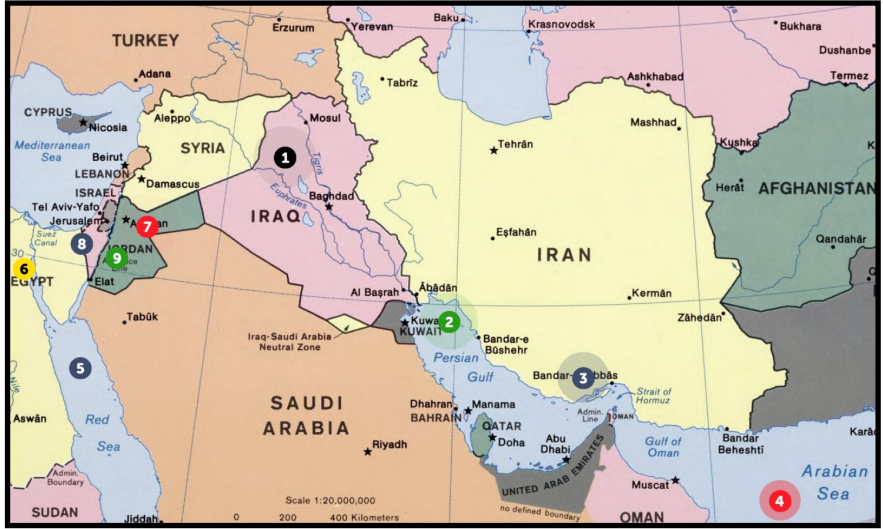 Erzurum
Yerevan
Baku
Krasnovodsk
Bukhara
TURKEY
Dushanbe
Adana
Tabrīz
Ashkhabad
Termez
CYPRUS
Nicosia
Aleppo
Mosul
Mashhad
Mediterranean
Sea
SYRIA
1
Tigris
Tehrān
Kushka
Beirut
LEBANON
Damascus
Herāt
AFGHANISTAN
ISRAEL
Euphrates
Baghdad
Tel Aviv-Yafo
Jerusalem
7
IRAQ
Eşfahān
Suez
Canal
8
JORDAN
IRAN
Qandahār
30
6
9
EGYPT
Elat
Al Başrah
Ābādān
Kermān
Tabūk
KUWAIT
2
Zāhedān
Iraq-Saudi Arabia
Neutral Zone
Bandar-e
Būshehr
5
Persian
Gulf
3
Strait of
Hormuz
Nile
Aswān
Red
Sea
SAUDI
ARABIA
Dhahran
Manama
BAHRAIN
Admin.
Line
OMAN
QATAR
Doha
Abu
Dhabi
Riyadh
Gulf of
Oman
Bandar
Beheshtī
Admin.
Boundary
UNITED ARAB EMIRATES
Muscat
Arabian
Sea
4
SUDAN
Jiddah
Scale 1:20,000,000
0 200 400 Kilometers
no defined boundary
OMAN